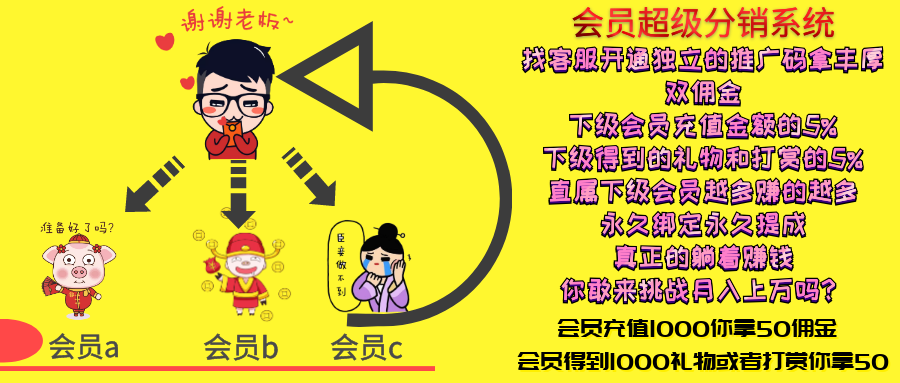 谢谢老板~
准备好了吗?
臣妾做不到
会员a
会员b
会员c
会员超级分销系统
找客服开通独立的推广码拿丰厚
双佣金
下级会员充值金额的5%
下级得到的礼物和打赏的5%
直属下级会员越多赚的越多
永久绑定永久提成
真正的躺着赚钱
你敢来挑战月入上万吗?
会员充值1000你拿50佣金
会员得到1000礼物或者打赏你拿50